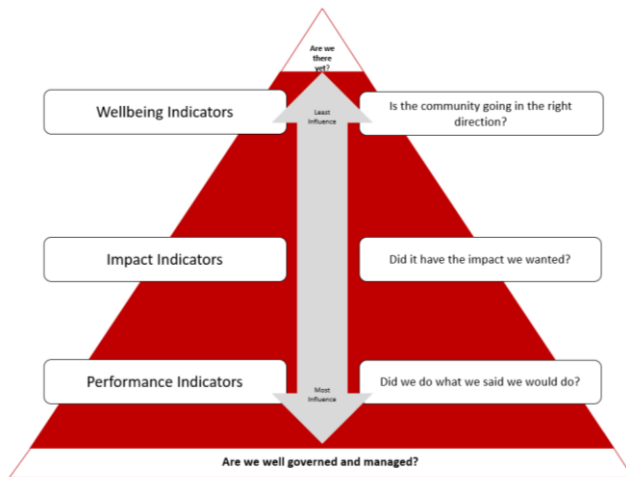 Are we
there
yet?
Wellbeing Indicators
Least
Influence
Is the community going in the right
direction?
Impact Indicators
Did it have the impact we wanted?
Performance Indicators
Most
Influence
Did we do what we said we would do?
Are we well governed and managed?